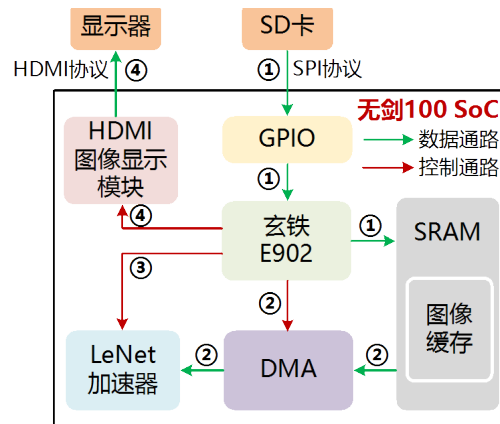 显示器
SD卡
HDMI协议
④
①
SPI协议
无剑100 SoC
HDMI
图像显示
模块
GPIO
数据通路
控制通路
①
④
玄铁
E902
①
SRAM
③
②
图像
缓存
LeNet
加速器
②
DMA
②